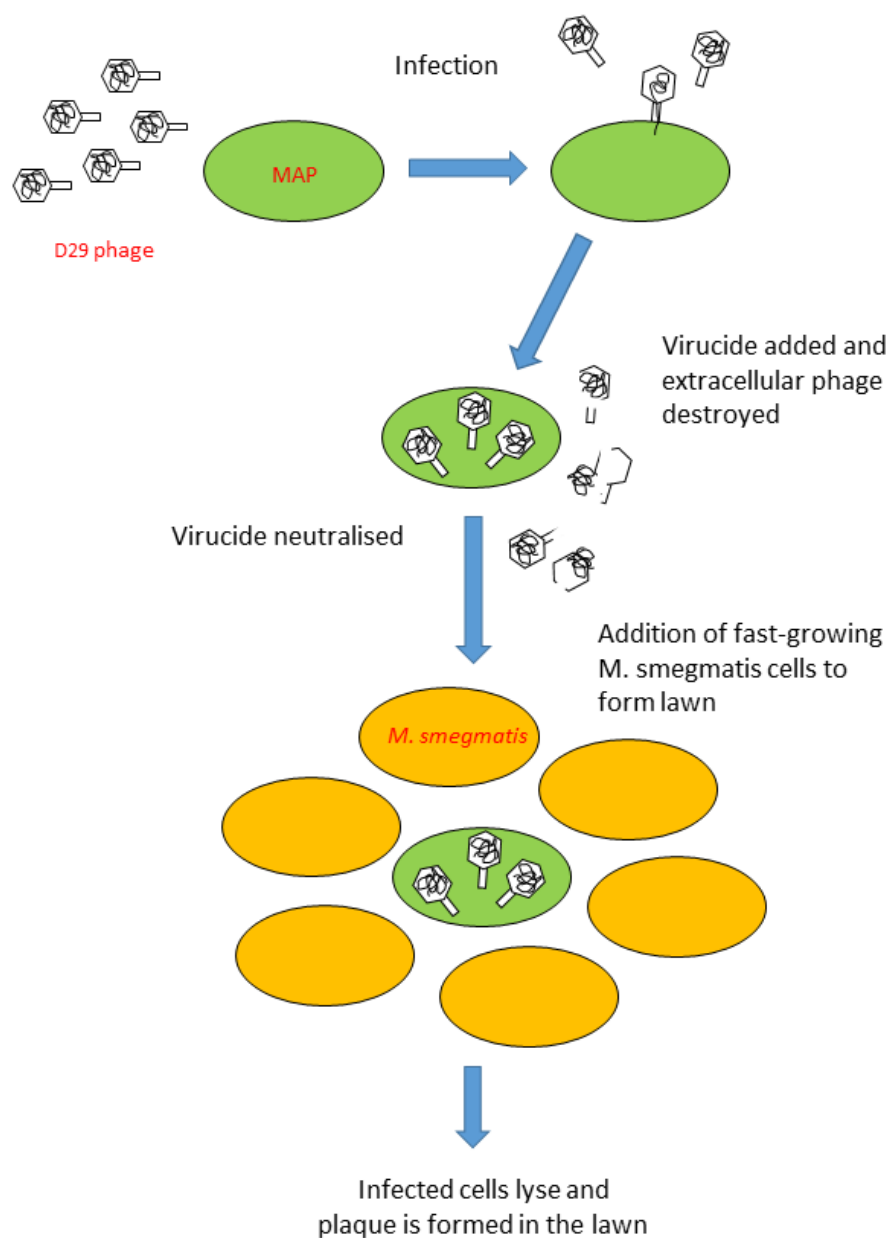 Infection
MAP
D29 phage
Virucide added and
extracellular phage
destroyed
Virucide neutralised
Addition of fast-growing
M. smegmatis cells to
form lawn
M. smegmatis
Infected cells lyse and
plaque is formed in the lawn